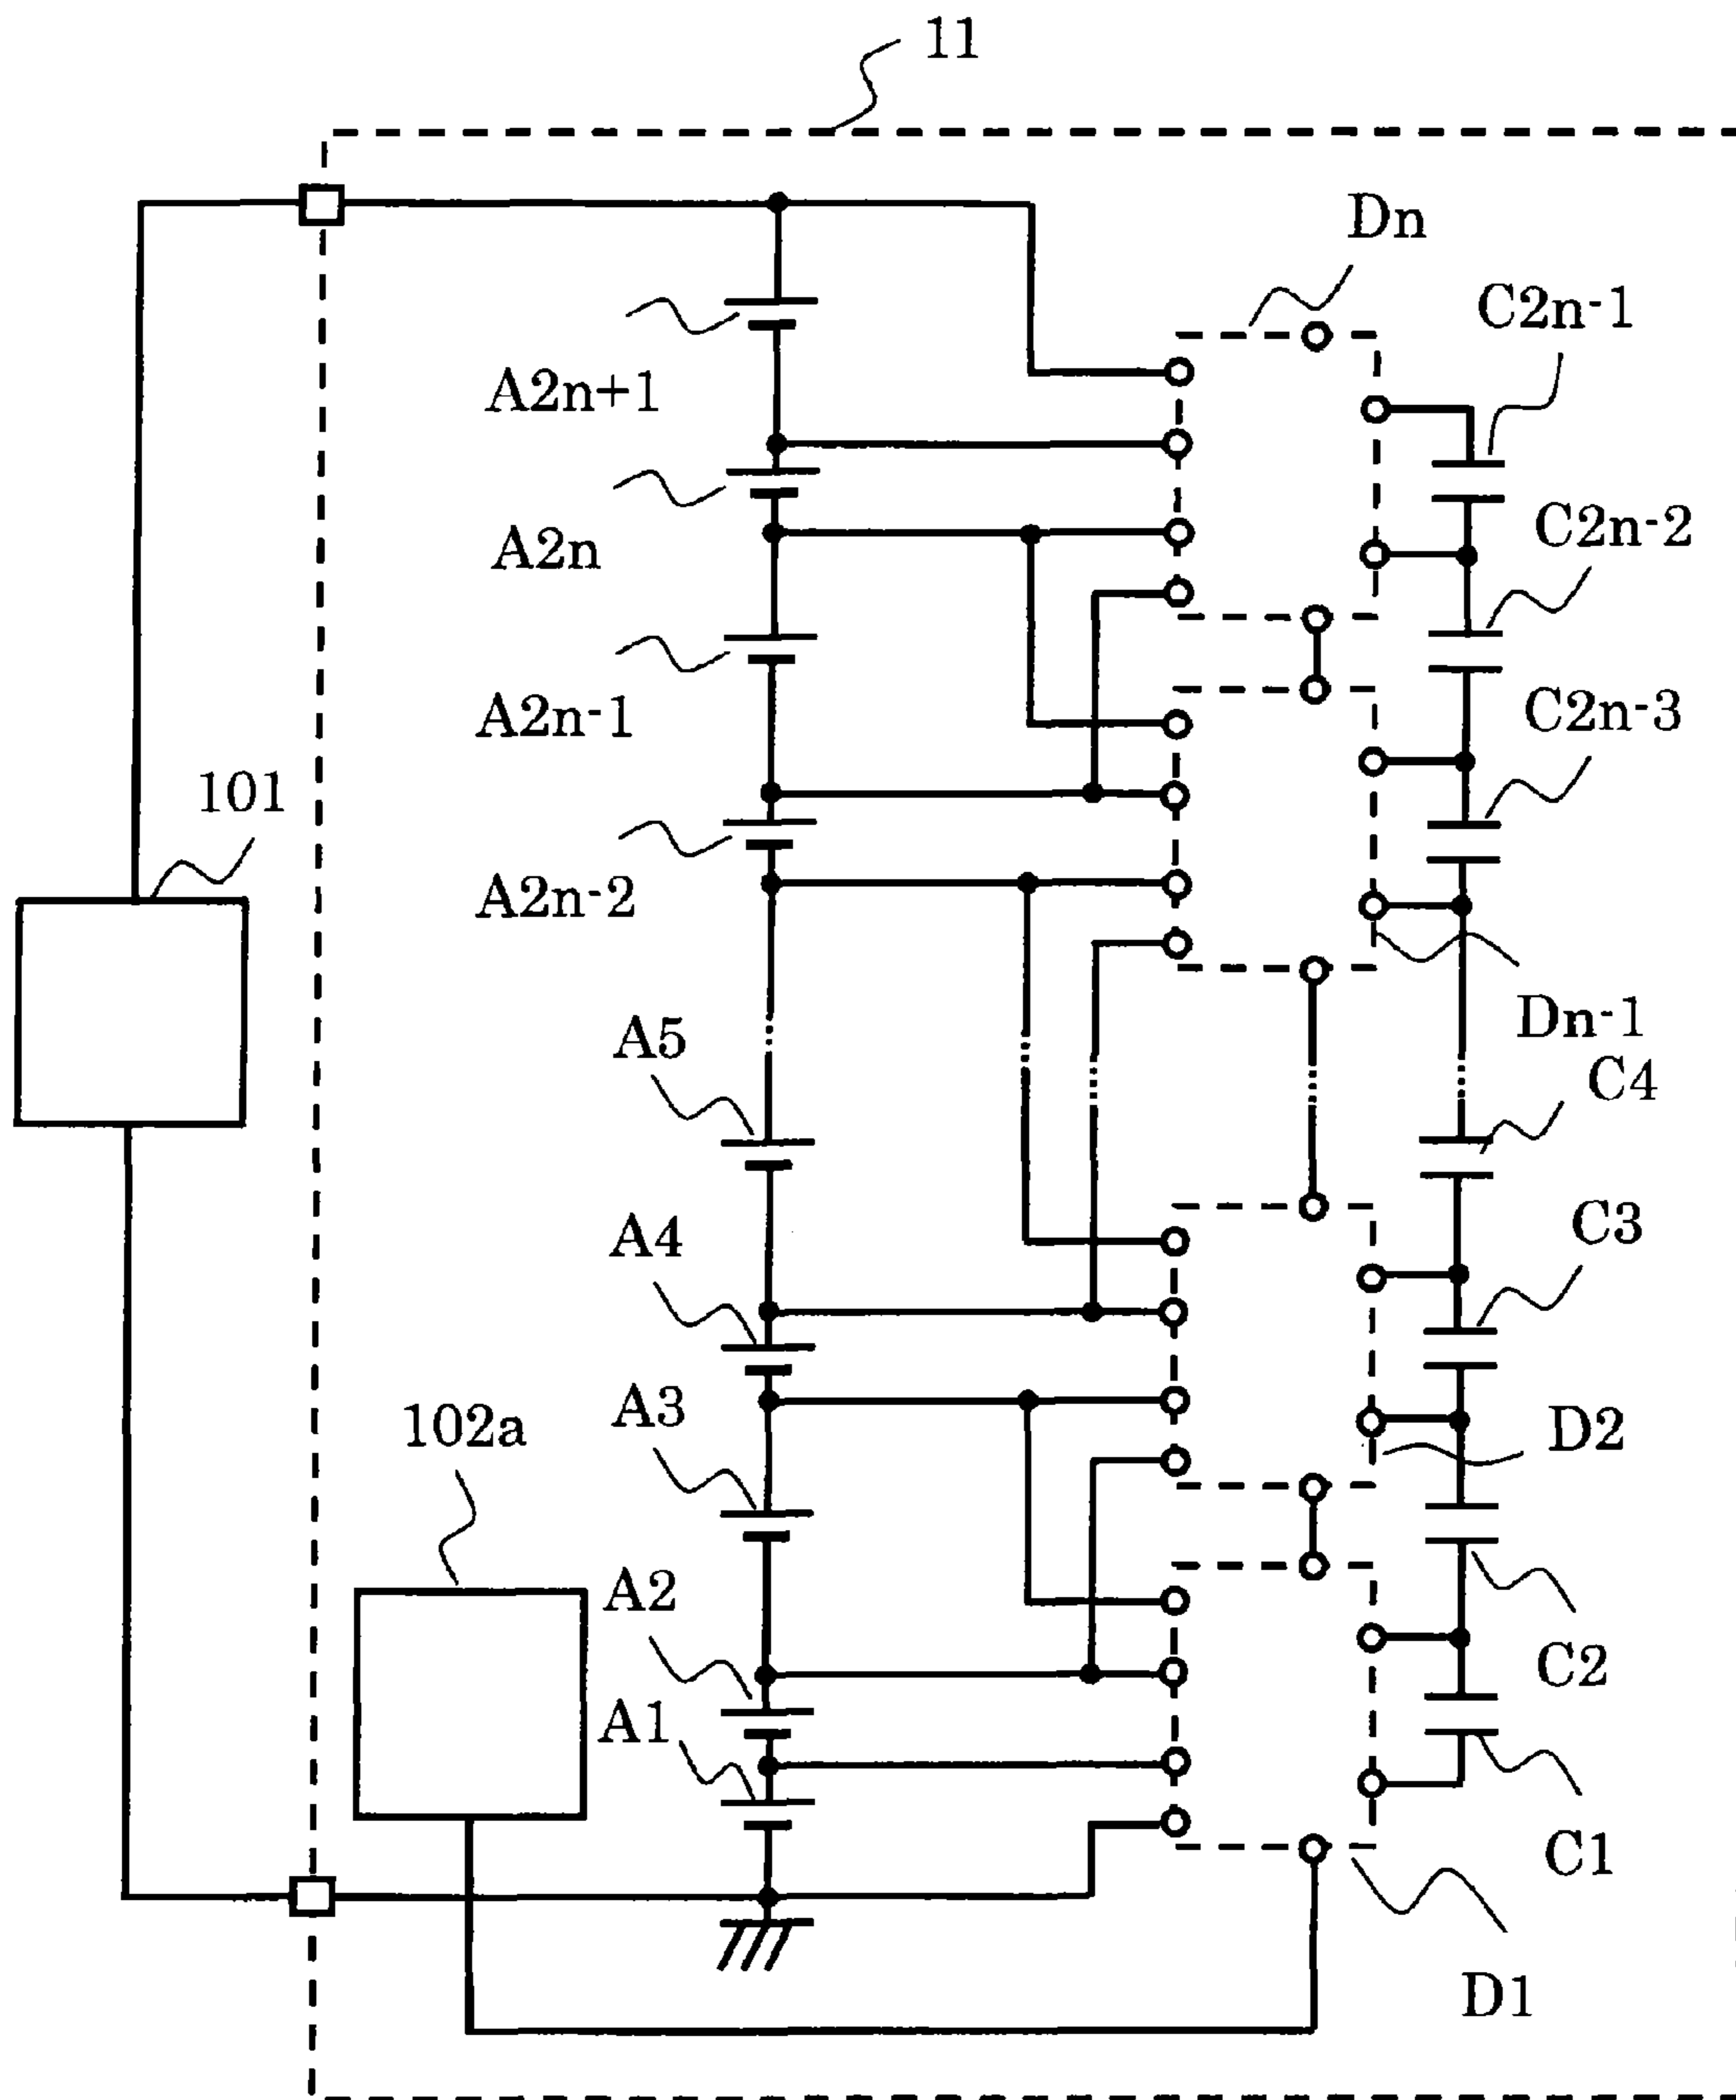 11
Dn
C2n-1
A2n+1
C2n-2
A2n
C2n-3
A2n-1
101
A2n-2
Dn-1
A5
C4
A4
C3
A3
102a
D2
A2
C2
A1
C1
D1